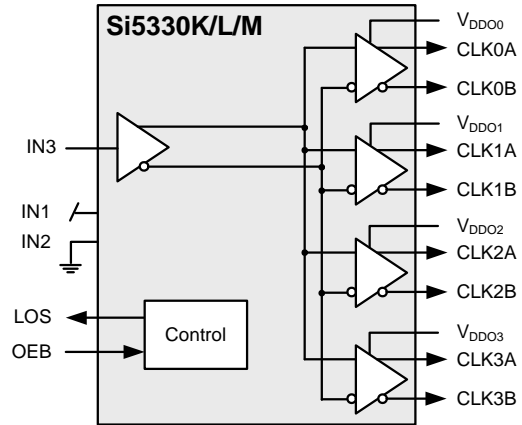 Si5330K/L/M
VDDO0
CLK0A
CLK0B
VDDO1
IN3
CLK1A
CLK1B
IN1
IN2
VDDO2
CLK2A
CLK2B
LOS
Control
OEB
VDDO3
CLK3A
CLK3B